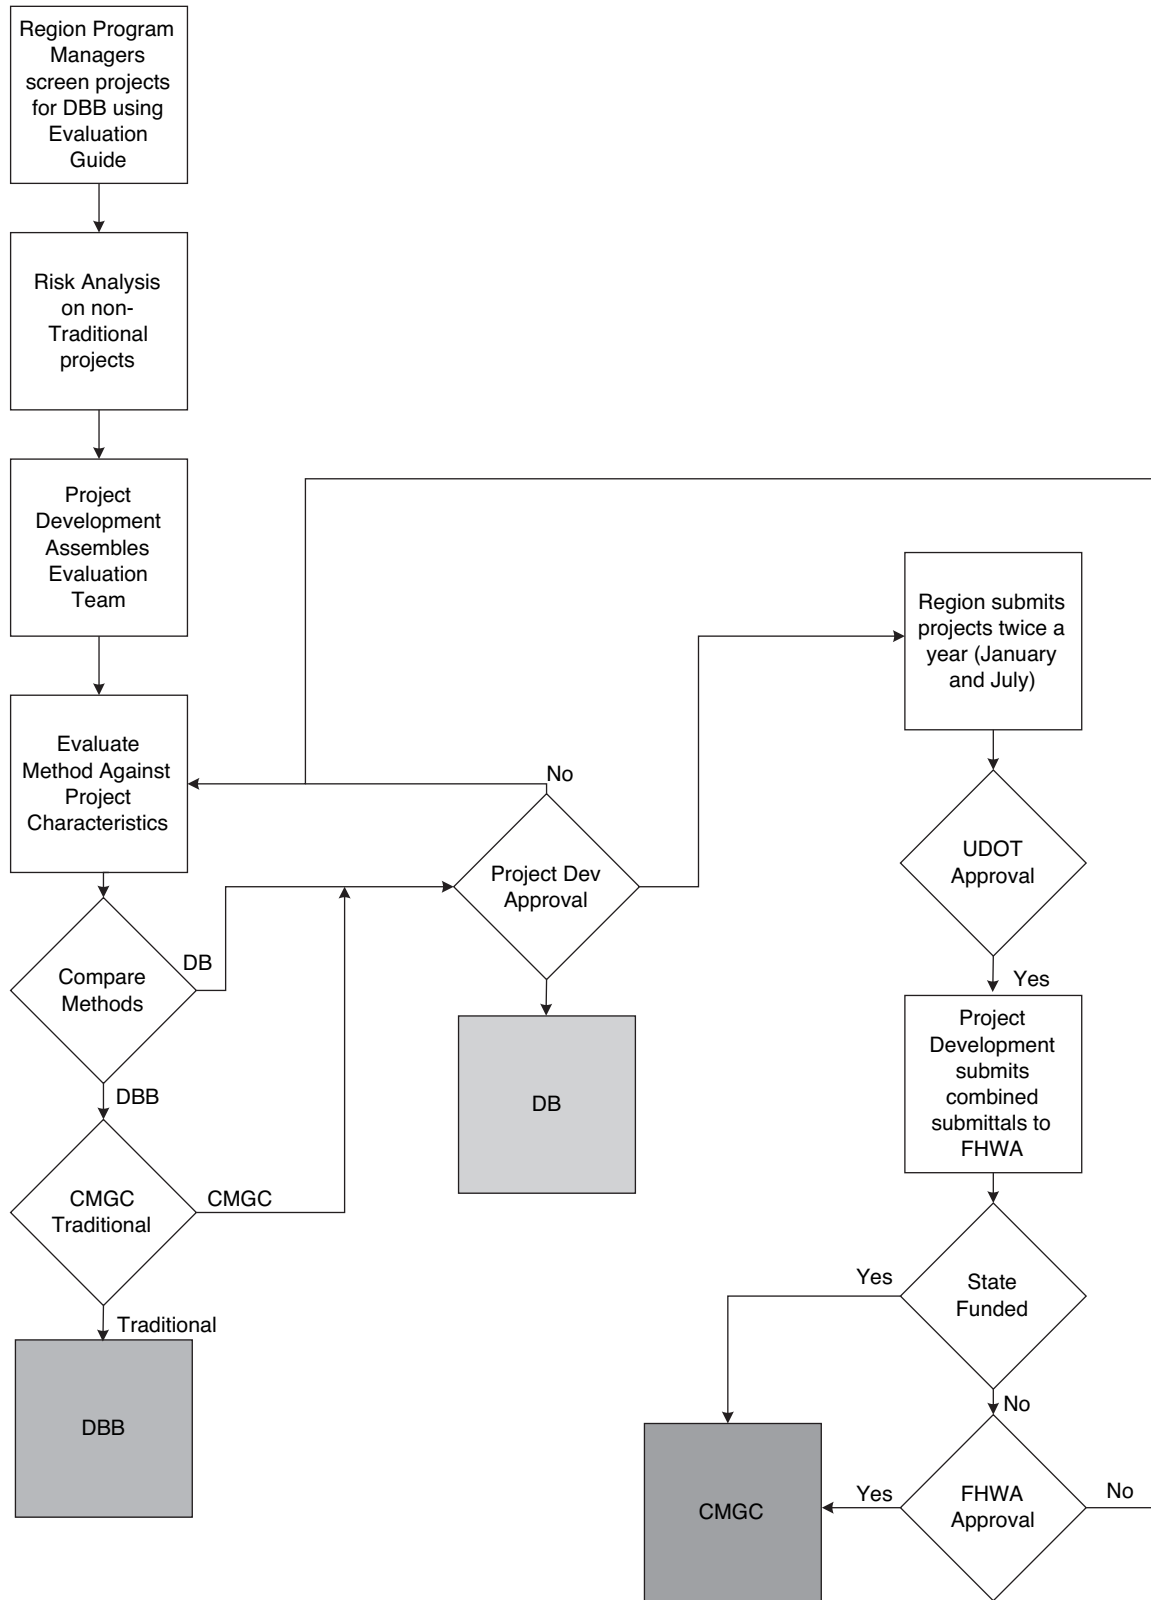 Region Program
Managers
screen projects
for DBB using
Evaluation
Guide
Risk Analysis
on non-
Traditional
projects
Project
Development
Assembles
Evaluation
Team
Evaluate
Method Against
Project
Characteristics
Compare
Methods
DB
DBB
CMGC
Traditional
CMGC
Traditional
DBB
No
Project Dev
Approval
DB
Region submits
projects twice a
year (January
and July)
UDOT
Approval
Yes
Project
Development
submits
combined
submittals to
FHWA
State
Funded
Yes
No
FHWA
Approval
Yes
No
CMGC